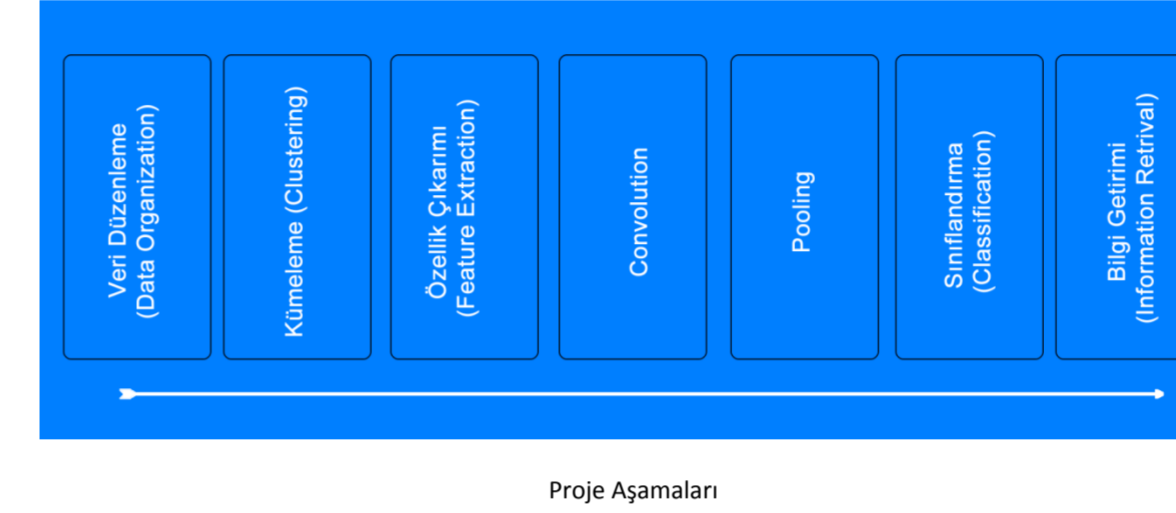 Veri Düzenleme
(Data Organization)
Kümeleme (Clustering)
Özellik Çıkarımı
(Feature Extraction)
Convolution
Pooling
Sınıflandırma
(Classification)
Bilgi Getirimi
(Information Retrival)
Proje Aşamaları